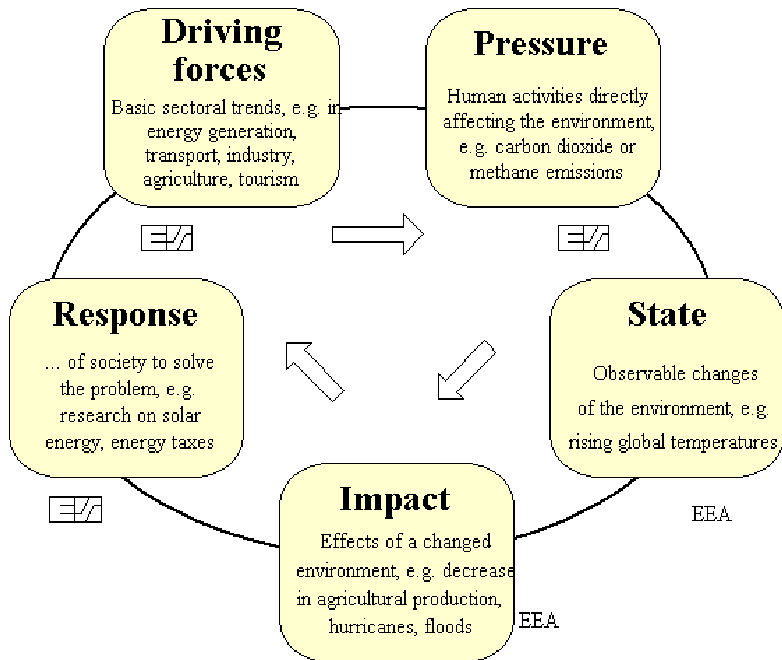 Driving
forces
Basic sectoral trends, e.g. in
energy generation,
transport, industry,
agriculture, tourism
Pressure
Human activities directly
affecting the environment,
e.g. carbon dioxide or
methane emissions
Response
... of society to solve
the problem, e.g.
research on solar
energy, energy taxes
State
Observable changes
of the environment, e.g.
rising global temperatures
EEA
Impact
Effects of a changed
environment, e.g. decrease
in agricultural production,
hurricanes, floods
EEA